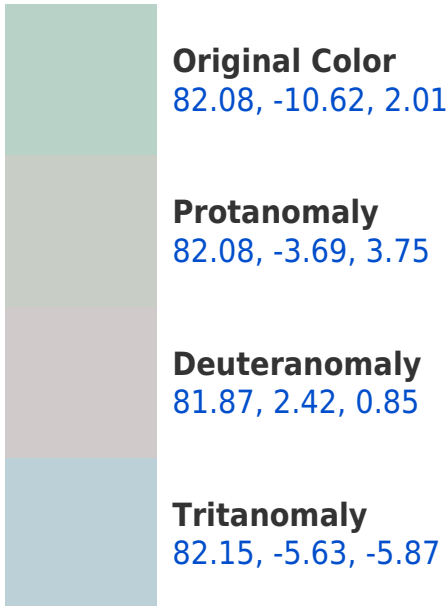 Original Color
82.08, -10.62, 2.01
Protanomaly
82.08, -3.69, 3.75
Deuteranomaly
81.87, 2.42, 0.85
Tritanomaly
82.15, -5.63, -5.87